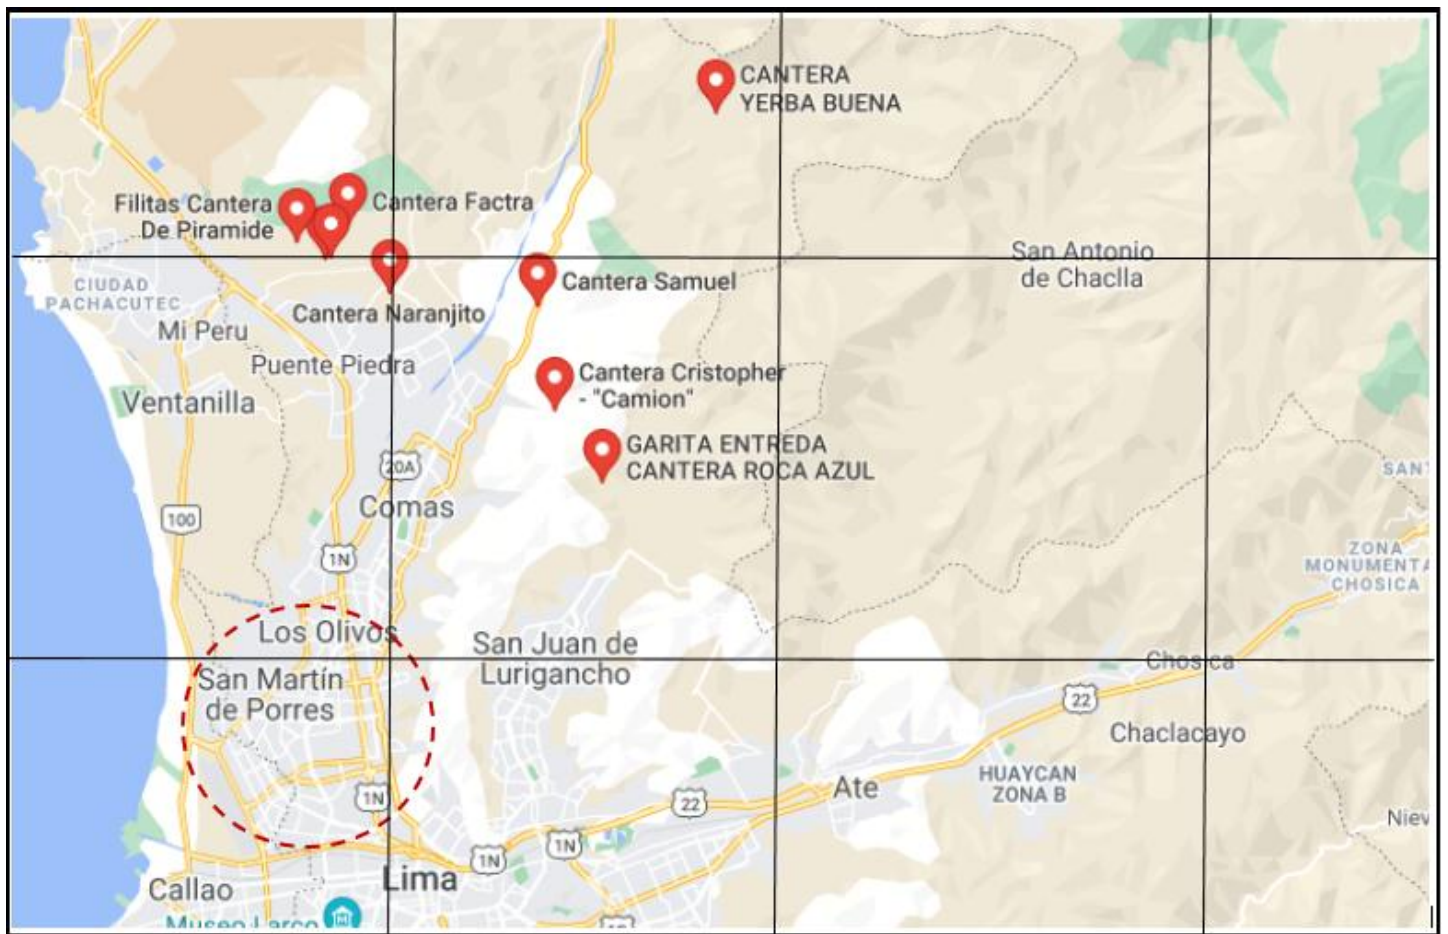 CANTERA
YERBA BUENA
Filitas Cantera
De Piramide
Cantera Factra
San Antonio
de Chaclla
CIUDAD
PACHACUTEC
Cantera Samuel
Mi Peru
Cantera Naranjito
Puente Piedra
Cantera Cristopher
- "Camion"
Ventanilla
GARITA ENTREDA
CANTERA ROCA AZUL
20A
SANT
Comas
100
1N
ZONA
MONUMENTA
CHOSICA
Los Olivos
San Juan de
Lurigancho
Chosica
San Martín
de Porres
22
Chaclacayo
HUAYCAN
ZONA B
Ate
1N
22
Niev
1N
1N
Lima
Callao
Museo Larco